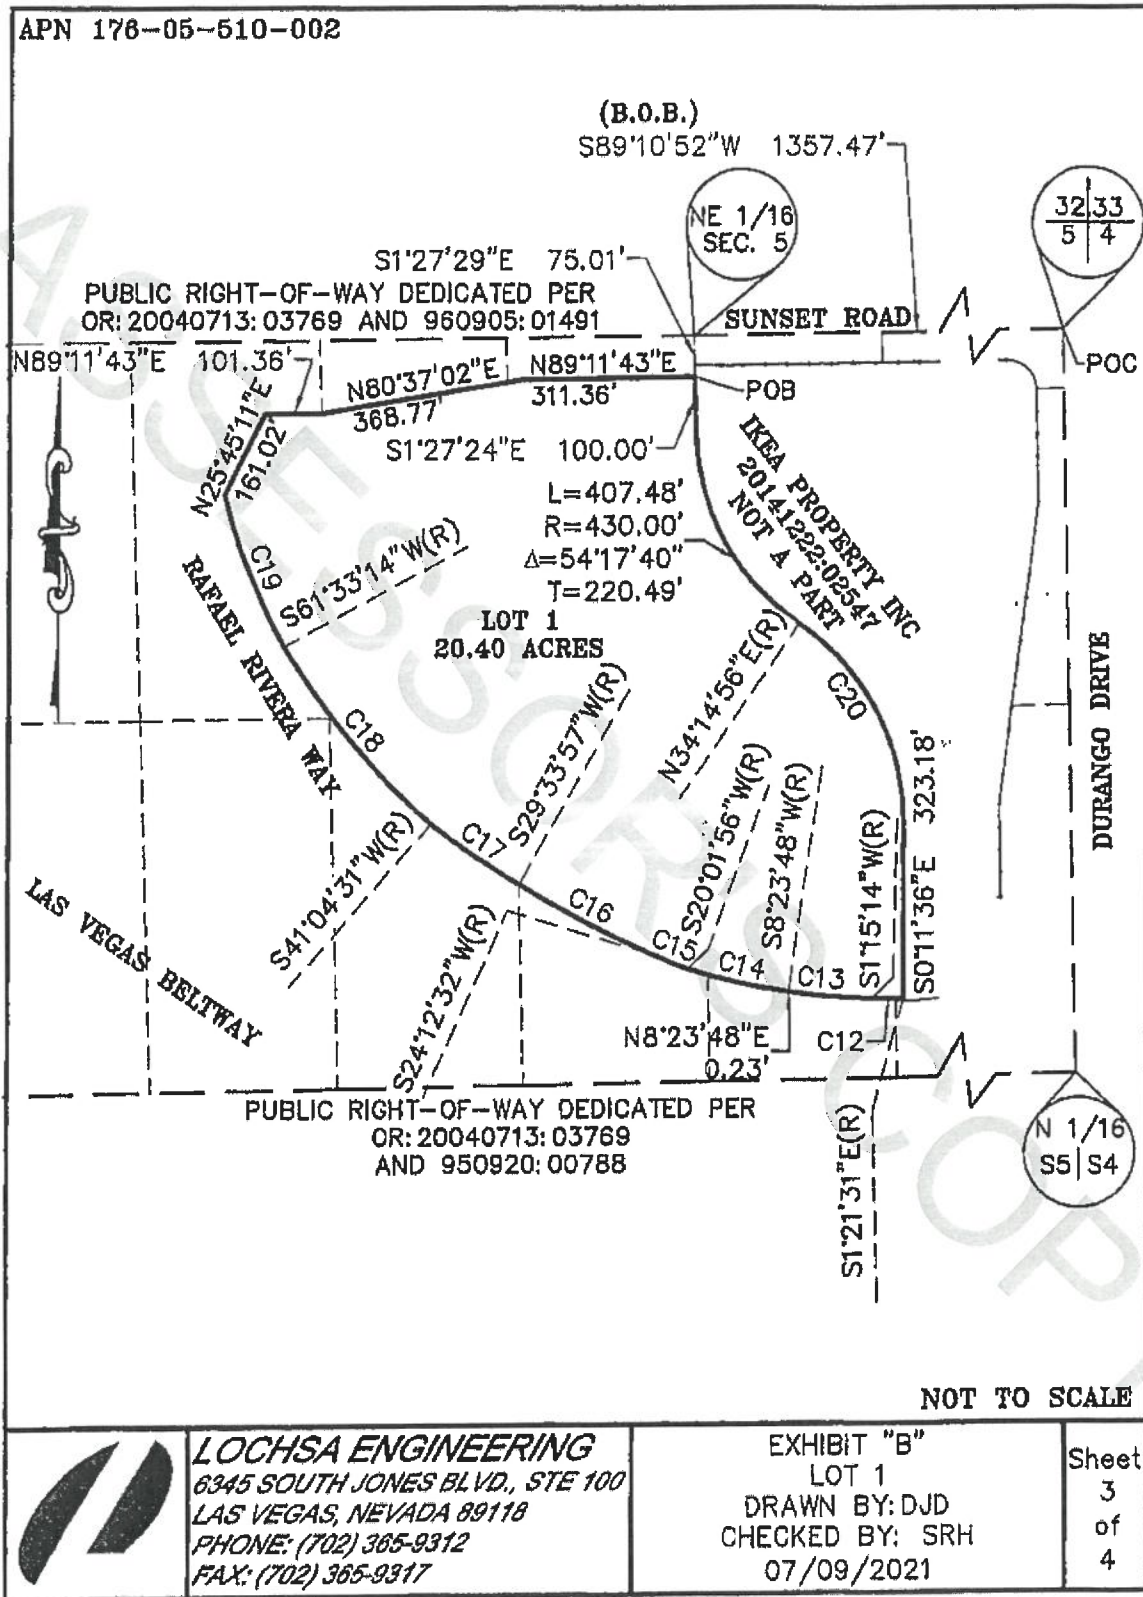 APN 176-05-510-002
(B.O.B.)
S89°10'52"W 1357.47'
NE 1/16
SEC. 5
32 33
5 4
S1°27'29"E 75.01'
PUBLIC RIGHT-OF-WAY DEDICATED PER
OR: 20040713: 03769 AND 960905: 01491
SUNSET ROAD
N89°11'43"E 101.36'
N80°37'02"E
368.77'
N89°11'43"E
311.36'
POB
POC
S1°27'24"E 100.00'
N25°45'11"E
161.02'
L=407.48'
R=430.00'
Δ=54°17'40"
T=220.49'
IKEA PROPERTY INC
20141222:02547
NOT A PART
C19
S61°33'14"W(R)
LOT 1
20.40 ACRES
RAFAEL RIVERA WAY
N34°14'56"E(R)
C20
C18
S29°33'57"W(R)
S20°01'56"W(R)
S8°23'48"W(R)
323.18'
S0°11'36"E
S1°15'14"W(R)
DURANGO DRIVE
S41°04'31"W(R)
C17
C16
C15
C14
C13
C12
LAS VEGAS BELTWAY
S24°12'32"W(R)
N8°23'48"E
0.23'
PUBLIC RIGHT-OF-WAY DEDICATED PER
OR: 20040713: 03769
AND 950920: 00788
S1°21'31"E(R)
N 1/16
S5 S4
ASSESSORS COPY
NOT TO SCALE
LOCHSA ENGINEERING
6345 SOUTH JONES BLVD., STE 100
LAS VEGAS, NEVADA 89118
PHONE: (702) 365-9312
FAX: (702) 365-9317
EXHIBIT "B"
LOT 1
DRAWN BY: DJD
CHECKED BY: SRH
07/09/2021
Sheet
3
of
4